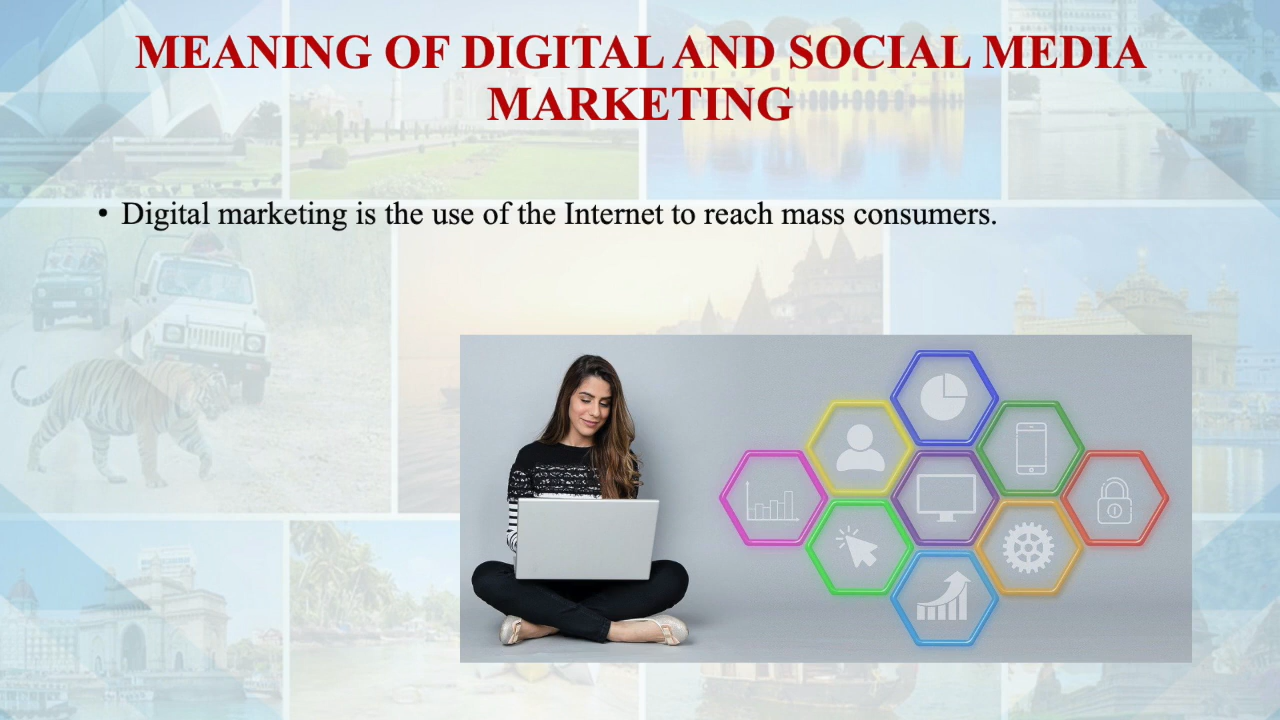 MEANING OF DIGITAL AND SOCIAL MEDIA
MARKETING
• Digital marketing is the use of the Internet to reach mass consumers.